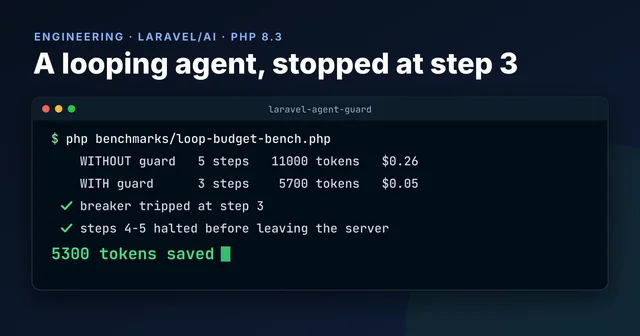 ENGINEERING · LARAVEL/AI · PHP 8.3
A looping agent, stopped at step 3
laravel-agent-guard
$ php benchmarks/loop-budget-bench.php
WITHOUT guard 5 steps 11000 tokens $0.26
WITH guard 3 steps 5700 tokens $0.05
✓ breaker tripped at step 3
✓ steps 4-5 halted before leaving the server
5300 tokens saved